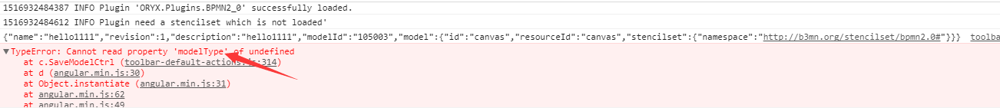 1516932484387 INFO Plugin 'ORYX.Plugins.BPMN2_0' successfully loaded.
1516932484612 INFO Plugin need a stencilset which is not loaded'
{"name":"hello1111","revision":1,"description":"hello1111","modelId":"105003","model":{"id":"canvas","resourceId":"canvas","stencilset":{"namespace":"http://b3mn.org/stencilset/bpmn2.0#"}}} toolba
▼TypeError: Cannot read property 'modelType' of undefined
at c.SaveModelCtrl (toolbar-default-actions.js:314)
at d (angular.min.js:30)
at Object.instantiate (angular.min.js:31)
at angular.min.js:62
at angular.min.js:49